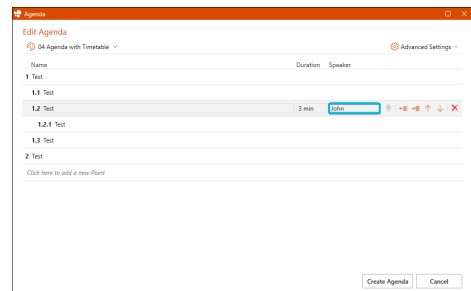 Agenda
Edit Agenda
04 Agenda with Timetable
Advanced Settings
Name Duration Speaker
1 Test
1.1 Test
1.2 Test 3 min John
1.2.1 Test
1.3 Test
2 Test
Click here to add a new Point
Create Agenda Cancel